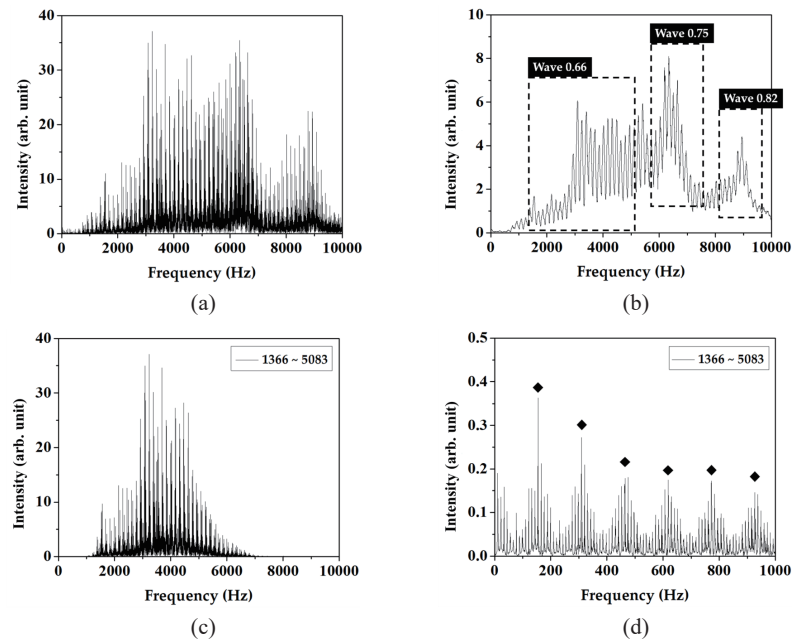 40
30
20
10
0
0 2000 4000 6000 8000 10000
Intensity (arb. unit)
Frequency (Hz)
(a)
10
8
6
4
2
0
0 2000 4000 6000 8000 10000
Wave 0.66
Wave 0.75
Wave 0.82
Intensity (arb. unit)
Frequency (Hz)
(b)
40
30
20
10
0
0 2000 4000 6000 8000 10000
1366 ~ 5083
Intensity (arb. unit)
Frequency (Hz)
(c)
0.5
0.4
0.3
0.2
0.1
0.0
0 200 400 600 800 1000
1366 ~ 5083
Intensity (arb. unit)
Frequency (Hz)
(d)